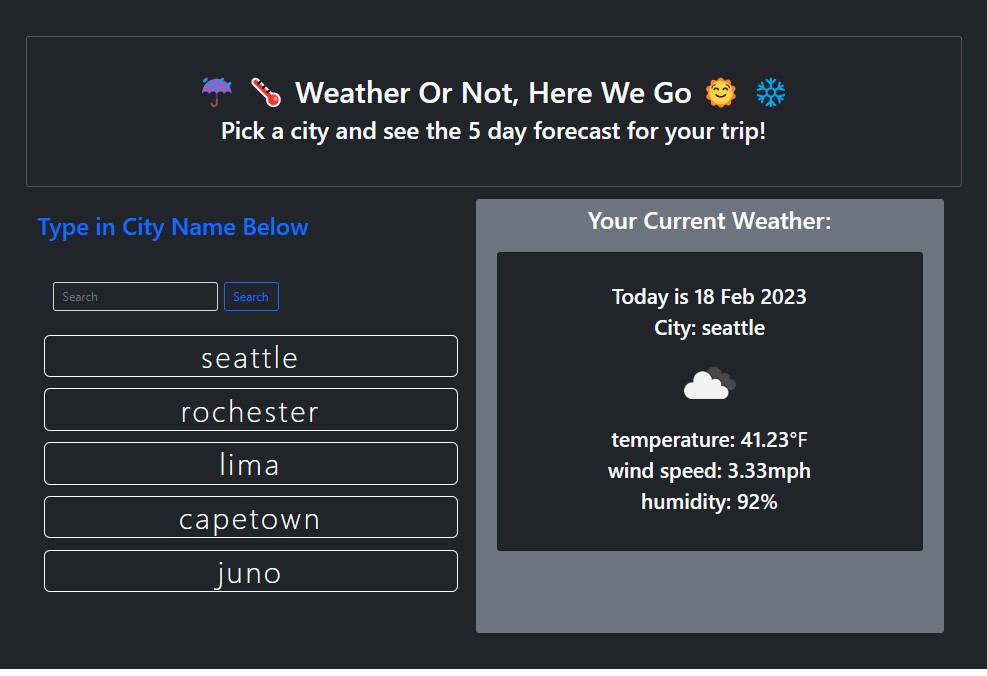 Weather Or Not, Here We Go
Pick a city and see the 5 day forecast for your trip!
Type in City Name Below
Search Search
seattle
rochester
lima
capetown
juno
Your Current Weather:
Today is 18 Feb 2023
City: seattle
temperature: 41.23°F
wind speed: 3.33mph
humidity: 92%